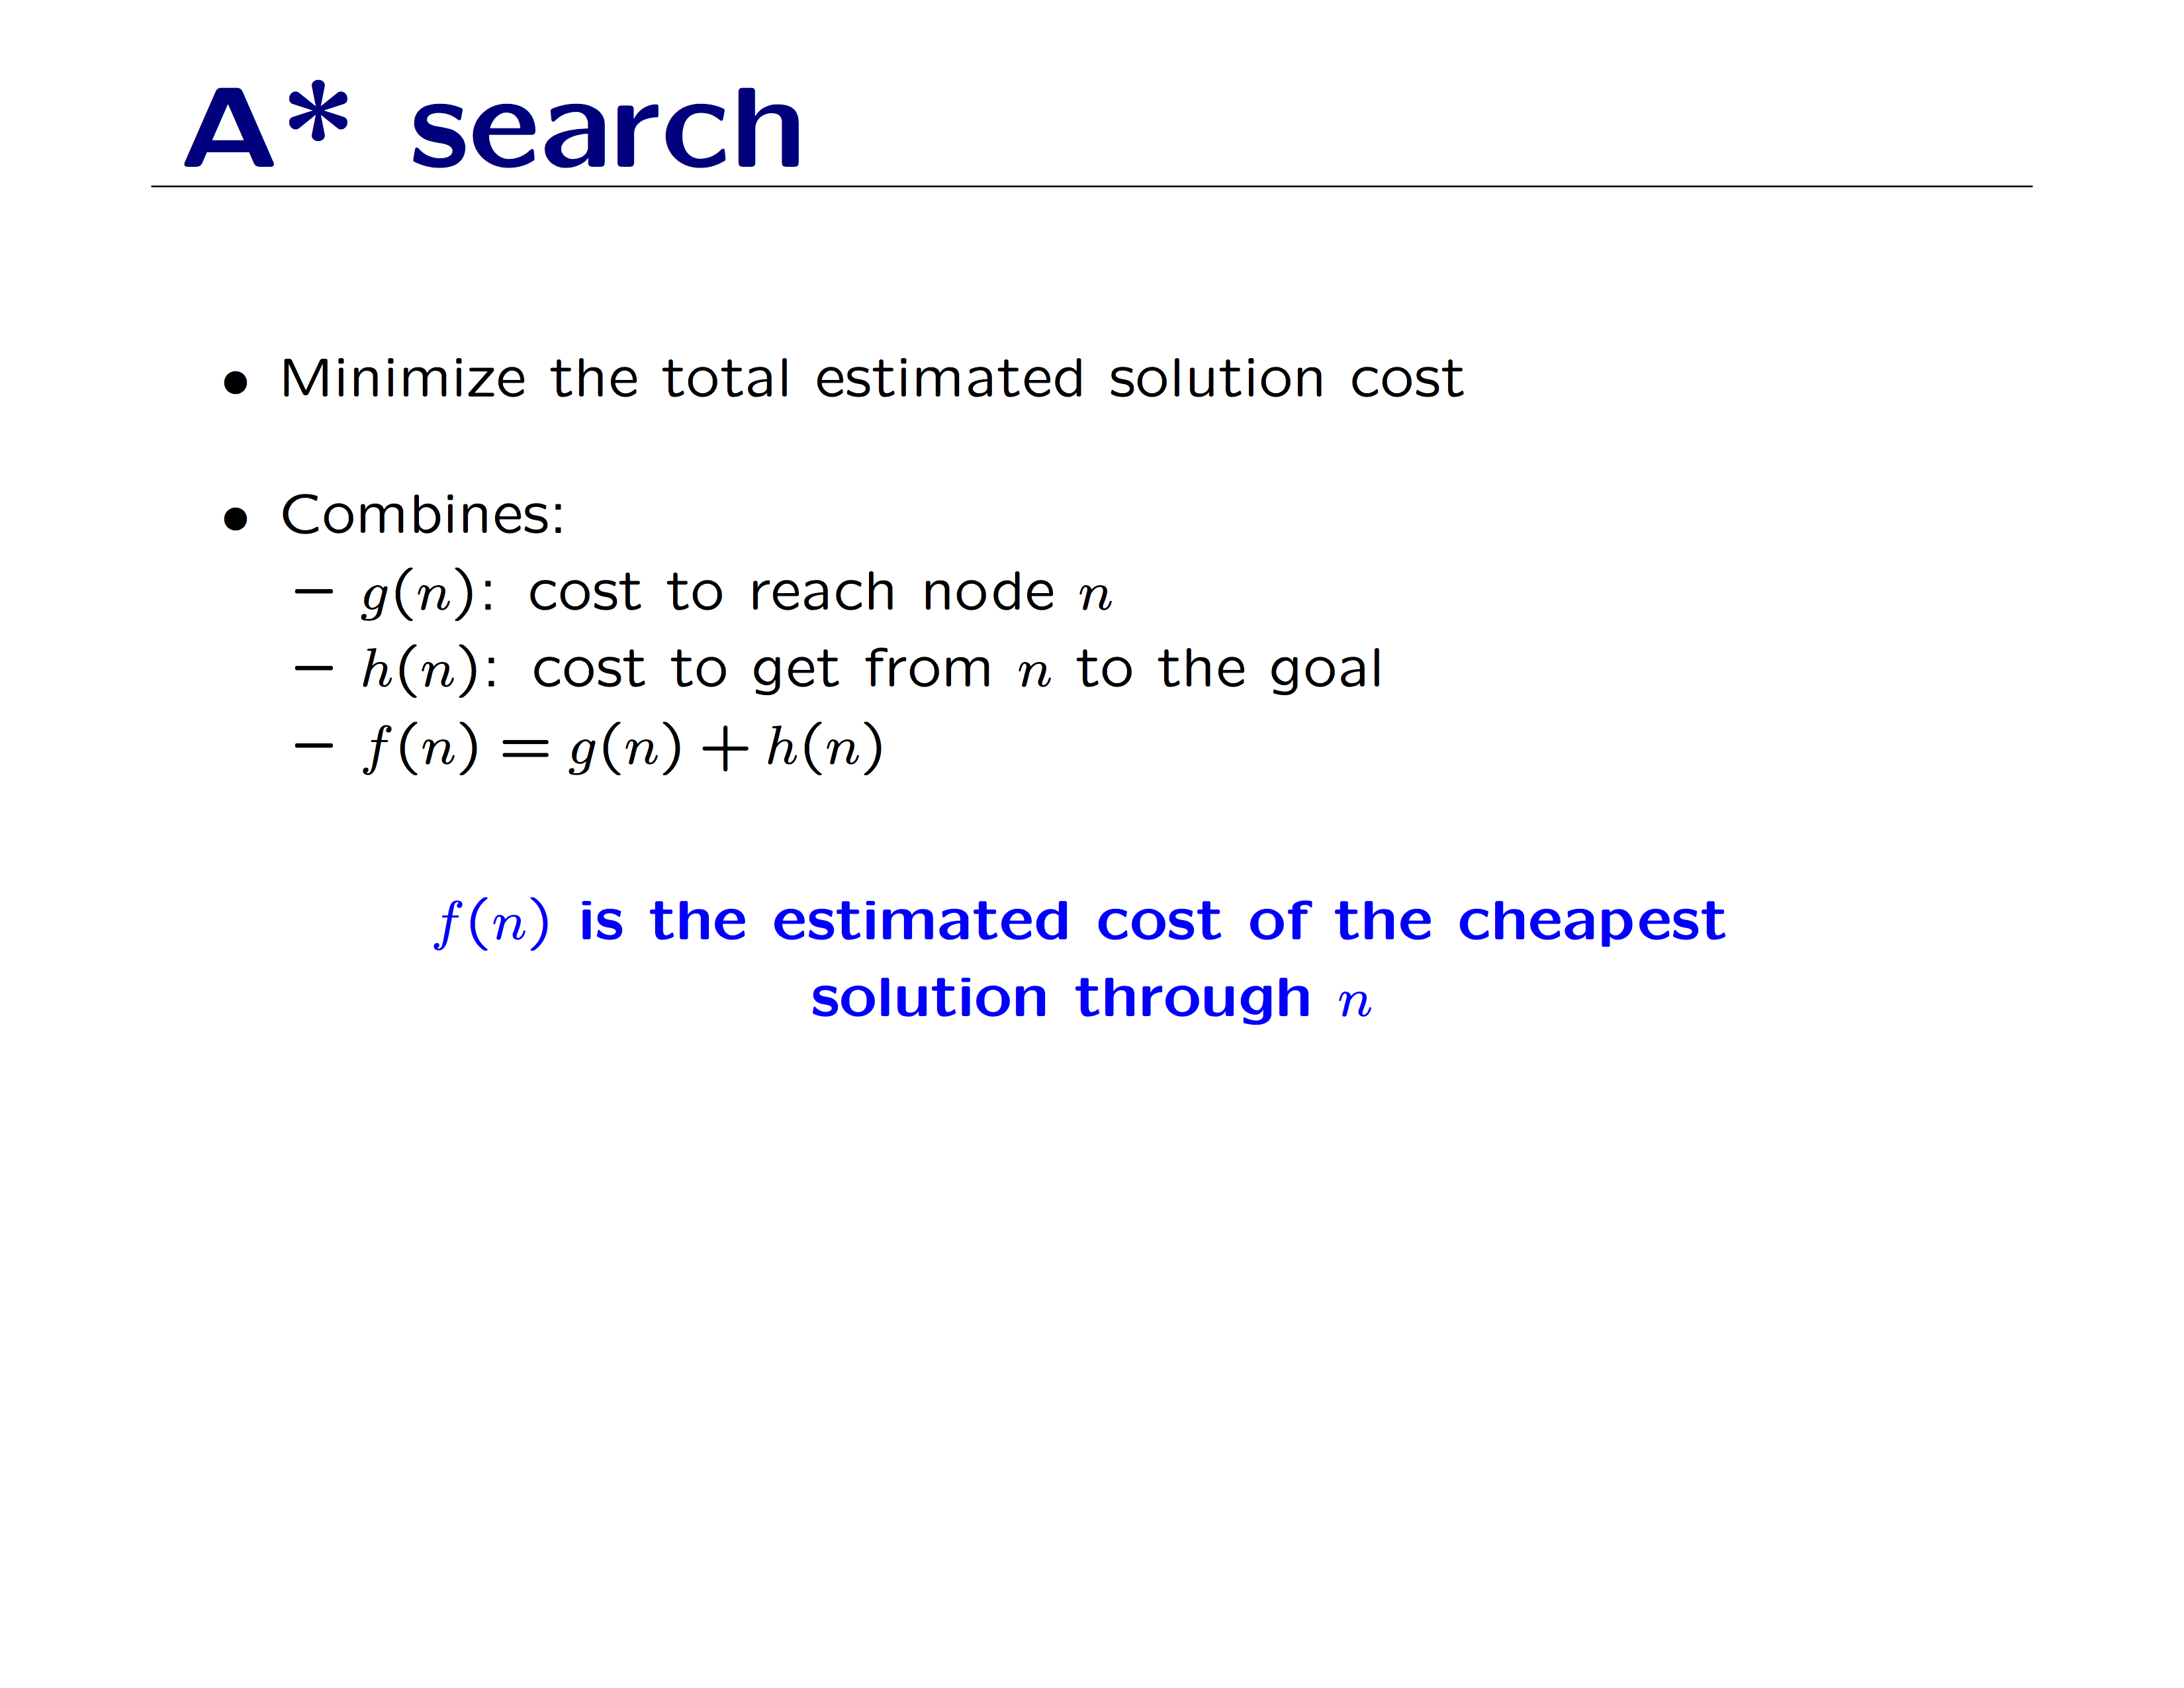 A* search
• Minimize the total estimated solution cost
• Combines:
– g(n): cost to reach node n
– h(n): cost to get from n to the goal
– f(n) = g(n) + h(n)
f(n) is the estimated cost of the cheapest
solution through n